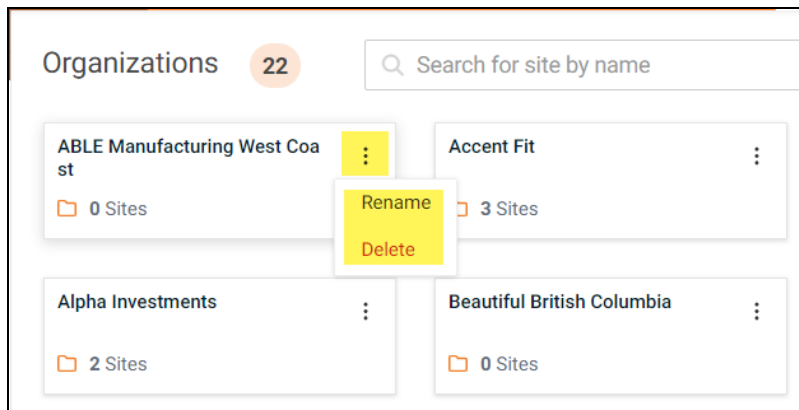 Organizations 22
Search for site by name
ABLE Manufacturing West Coa
st
0 Sites
Rename
Delete
Accent Fit
3 Sites
Alpha Investments
2 Sites
Beautiful British Columbia
0 Sites